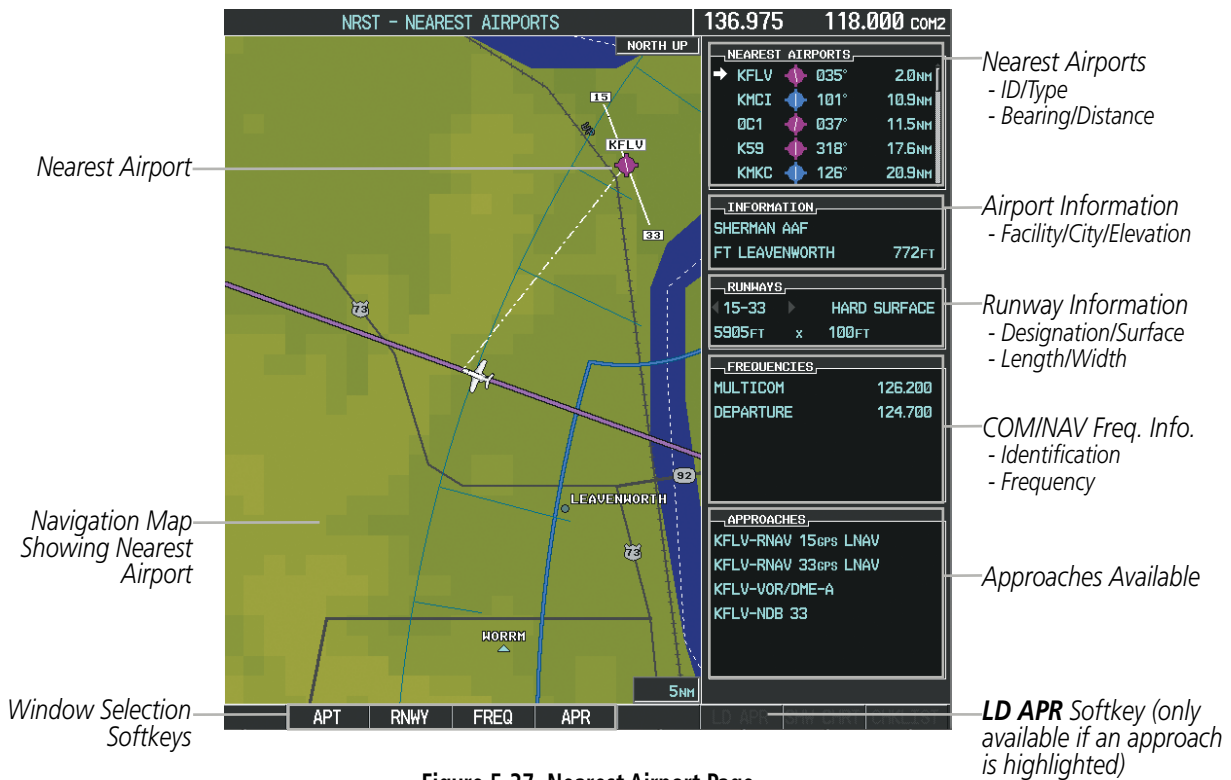 NRST - NEAREST AIRPORTS
136.975 118.000 COM2
NORTH UP
15
UP
KFLV
33
73
92
LEAVENWORTH
73
WORRM
5NM
NEAREST AIRPORTS
KFLV 035° 2.0NM
KMCI 101° 10.9NM
0C1 037° 11.5NM
K59 318° 17.6NM
KMKC 126° 20.9NM
INFORMATION
SHERMAN AAF
FT LEAVENWORTH 772FT
RUNWAYS
15-33 HARD SURFACE
5905FT x 100FT
FREQUENCIES
MULTICOM 126.200
DEPARTURE 124.700
APPROACHES
KFLV-RNAV 15GPS LNAV
KFLV-RNAV 33GPS LNAV
KFLV-VOR/DME-A
KFLV-NDB 33
APT RNWY FREQ APR LD APR SHW CHRT CHKLIST
Nearest Airport
Navigation Map
Showing Nearest
Airport
Window Selection
Softkeys
Nearest Airports
- ID/Type
- Bearing/Distance
Airport Information
- Facility/City/Elevation
Runway Information
- Designation/Surface
- Length/Width
COM/NAV Freq. Info.
- Identification
- Frequency
Approaches Available
LD APR Softkey (only
available if an approach
is highlighted)